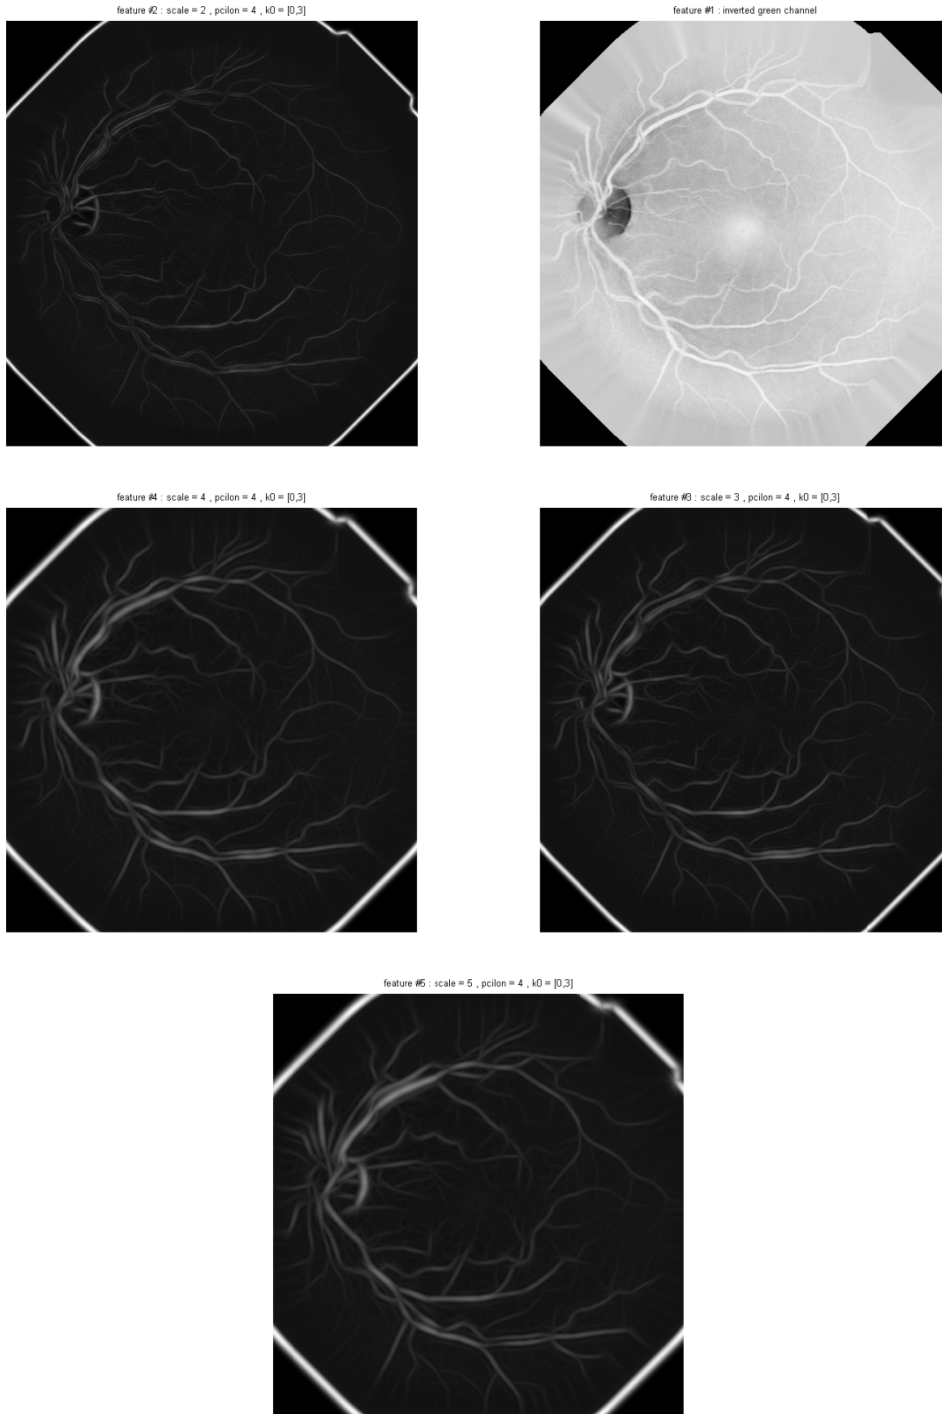 feature #2 : scale = 2 , pcilon = 4 , k0 = [0,3]
feature #1 : inverted green channel
feature #4 : scale = 4 , pcilon = 4 , k0 = [0,3]
feature #3 : scale = 3 , pcilon = 4 , k0 = [0,3]
feature #5 : scale = 5 , pcilon = 4 , k0 = [0,3]